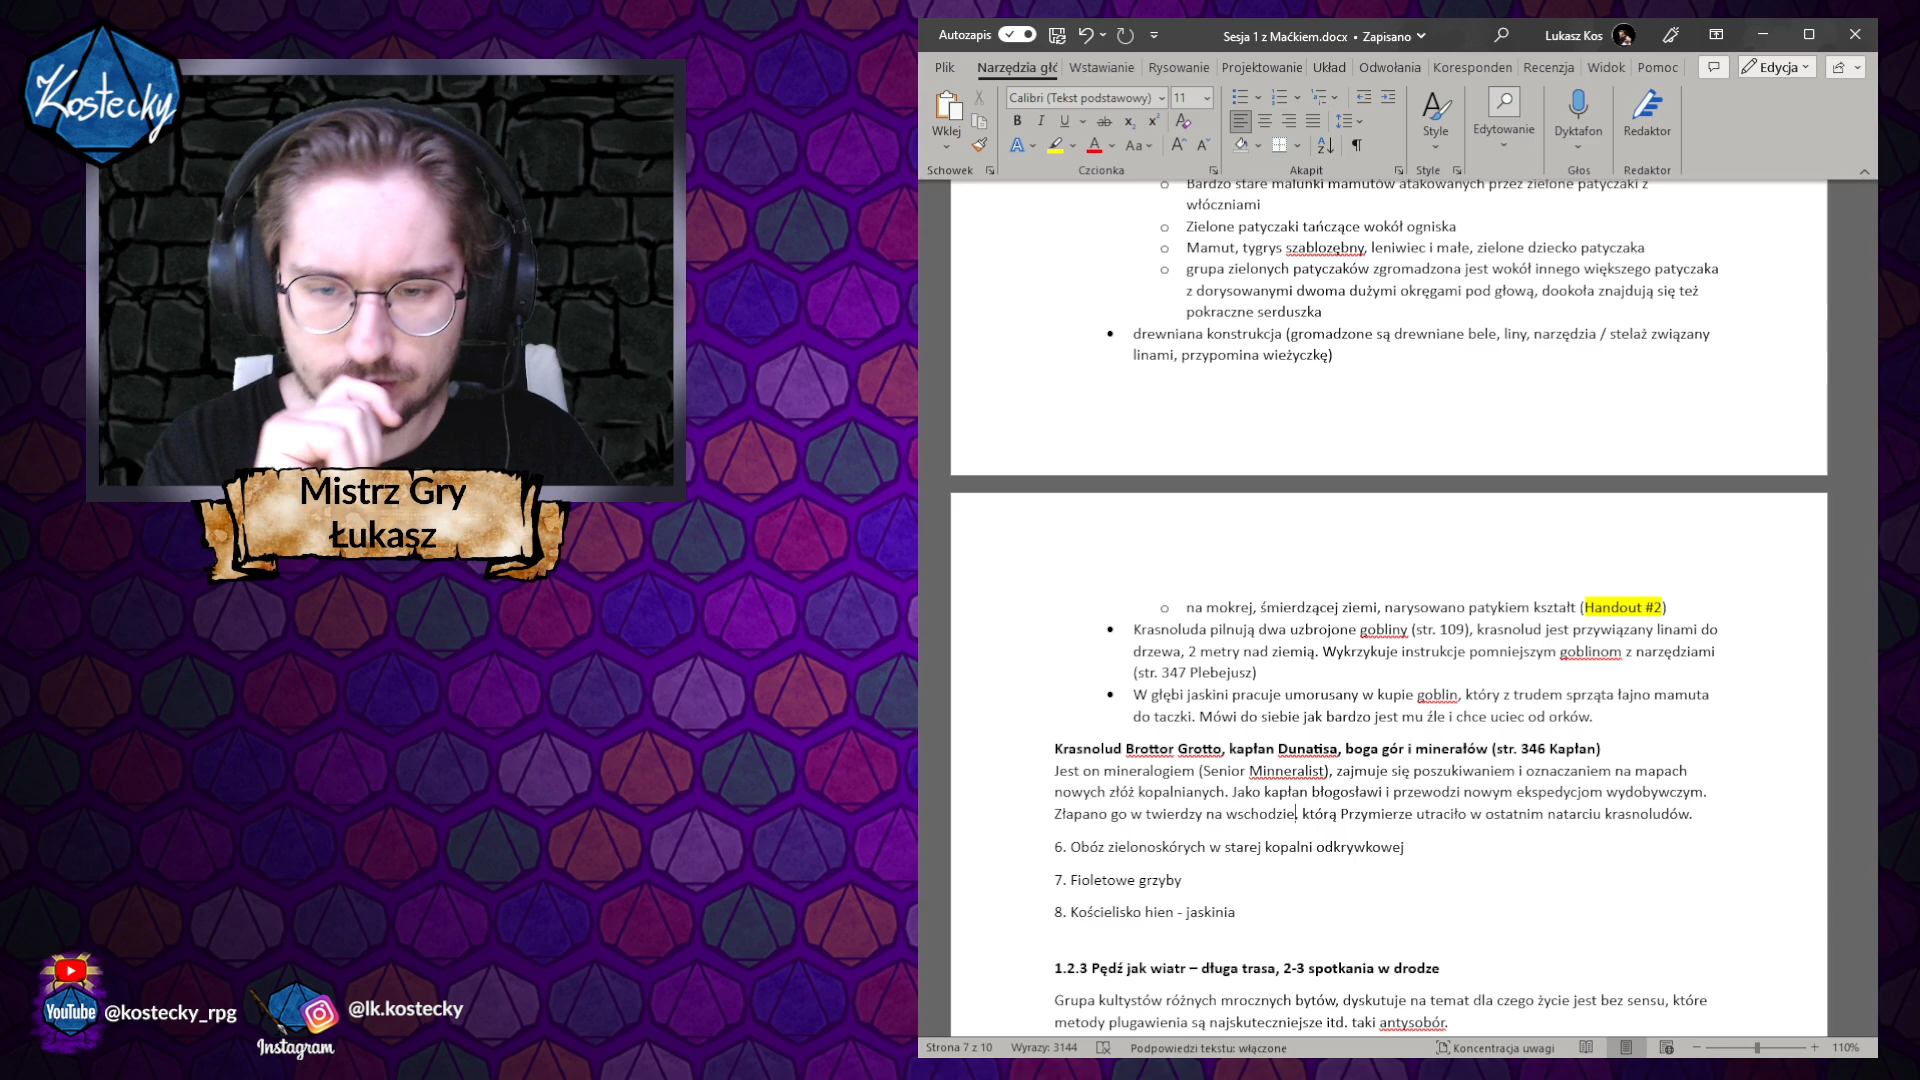 Kostecky
Mistrz Gry
Łukasz
YouTube
@kostecky_rpg
@lk.kostecky
Instagram
Autozapis
Sesja 1 z Maćkiem.docx • Zapisano
Lukasz Kos
Plik
Narzędzia głć
Wstawianie
Rysowanie
Projektowanie
Układ
Odwołania
Koresponden
Recenzja
Widok
Pomoc
Edycja
Wklej
Schowek
Calibri (Tekst podstawowy)
11
Czcionka
Akapit
Style
Style
Edytowanie
Dyktafon
Głos
Redaktor
Redaktor
o Bardzo stare malunki mamutów atakowanych przez zielone patyczaki z
włóczniami
o Zielone patyczaki tańczące wokół ogniska
o Mamut, tygrys szablozębny, leniwiec i małe, zielone dziecko patyczaka
o grupa zielonych patyczaków zgromadzona jest wokół innego większego patyczaka
z dorysowanymi dwoma dużymi okręgami pod głową, dookoła znajdują się też
pokraczne serduszka
• drewniana konstrukcja (gromadzone są drewniane bele, liny, narzędzia / stelaż związany
linami, przypomina wieżyczkę)
o na mokrej, śmierdzącej ziemi, narysowano patykiem kształt (Handout #2)
• Krasnoluda pilnują dwa uzbrojone gobliny (str. 109), krasnolud jest przywiązany linami do
drzewa, 2 metry nad ziemią. Wykrzykuje instrukcje pomniejszym goblinom z narzędziami
(str. 347 Plebejusz)
• W głębi jaskini pracuje umorusany w kupie goblin, który z trudem sprząta łajno mamuta
do taczki. Mówi do siebie jak bardzo jest mu źle i chce uciec od orków.
Krasnolud Brottor Grotto, kapłan Dunatisa, boga gór i minerałów (str. 346 Kapłan)
Jest on mineralogiem (Senior Minneralist), zajmuje się poszukiwaniem i oznaczaniem na mapach
nowych złóż kopalnianych. Jako kapłan błogosławi i przewodzi nowym ekspedycjom wydobywczym.
Złapano go w twierdzy na wschodzie, którą Przymierze utraciło w ostatnim natarciu krasnoludów.
6. Obóz zielonoskórych w starej kopalni odkrywkowej
7. Fioletowe grzyby
8. Kościelisko hien - jaskinia
1.2.3 Pędź jak wiatr – długa trasa, 2-3 spotkania w drodze
Grupa kultystów różnych mrocznych bytów, dyskutuje na temat dla czego życie jest bez sensu, które
metody plugawienia są najskuteczniejsze itd. taki antysobór.
Strona 7 z 10
Wyrazy: 3144
Podpowiedzi tekstu: włączone
Koncentracja uwagi
110%